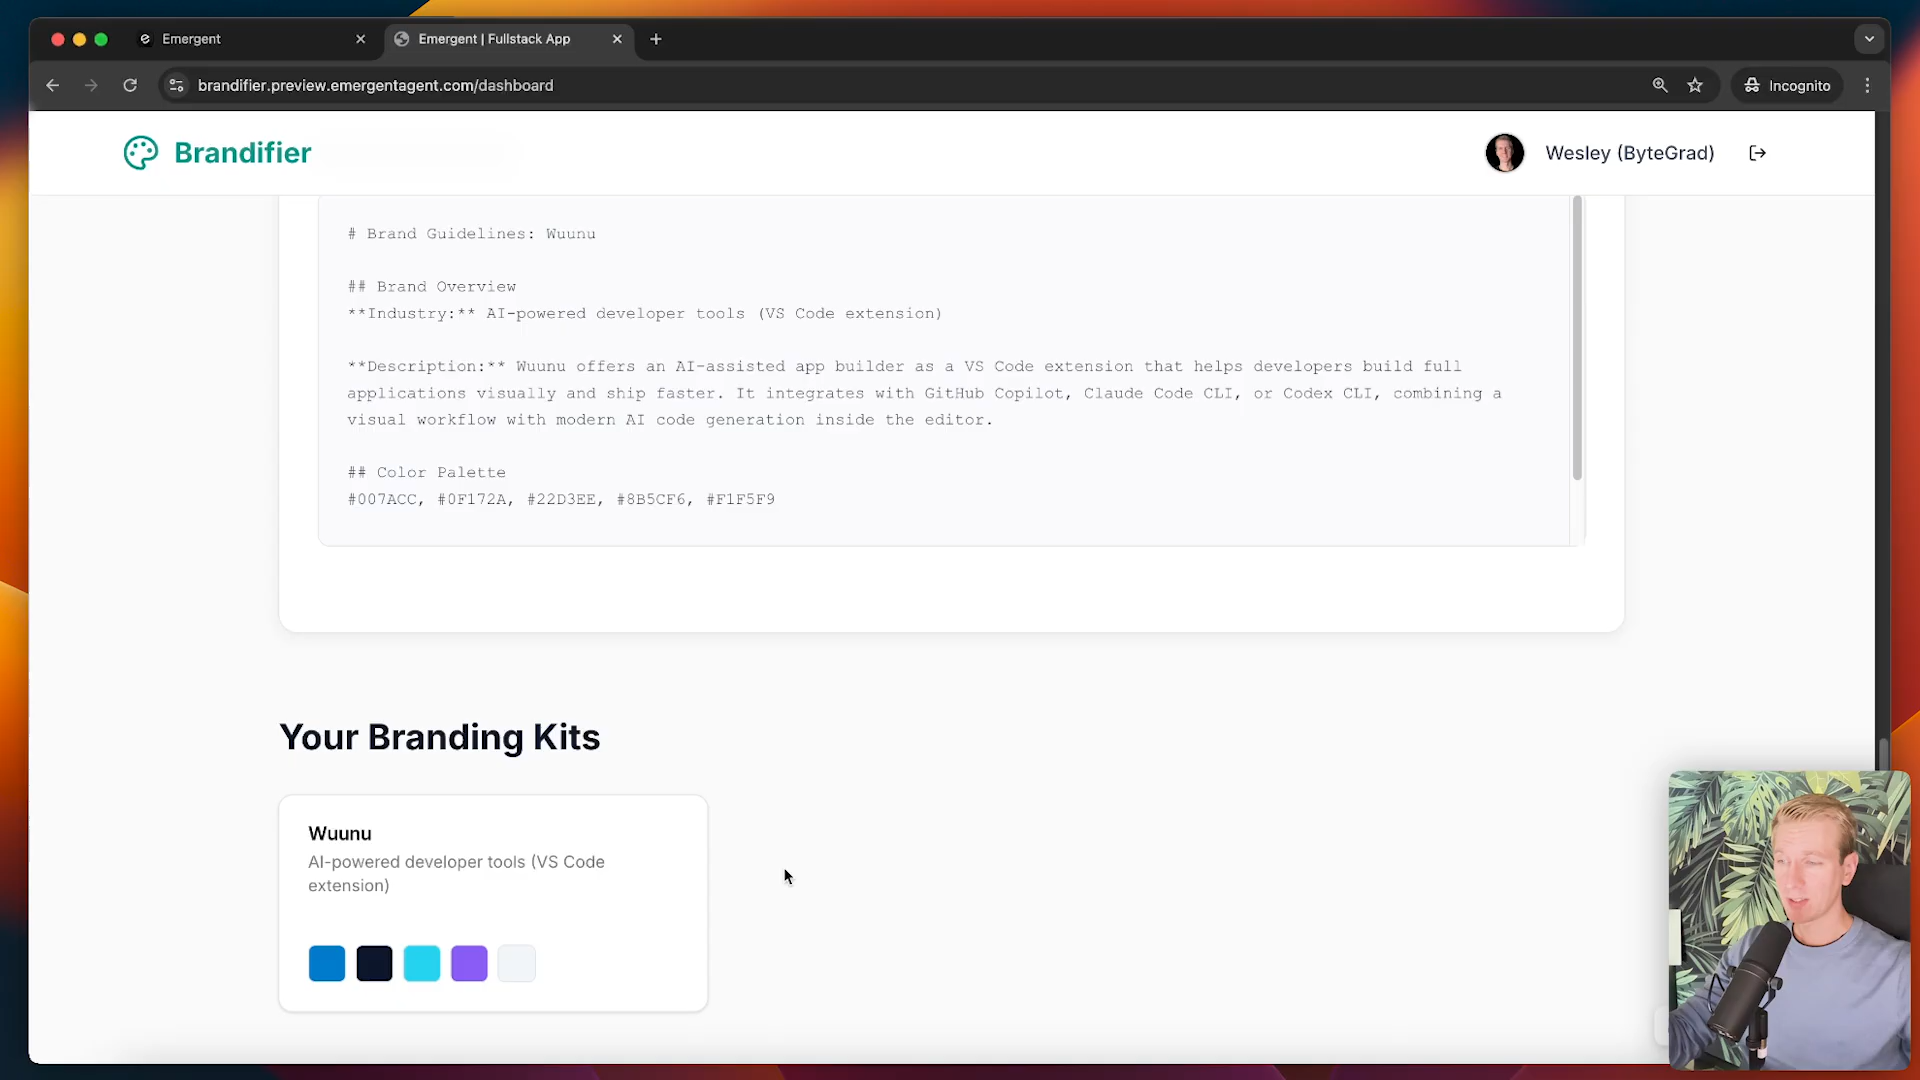 Emergent
Emergent | Fullstack App
brandifier.preview.emergentagent.com/dashboard
Incognito
Brandifier
Wesley (ByteGrad)
# Brand Guidelines: Wuunu
## Brand Overview
**Industry:** AI-powered developer tools (VS Code extension)
**Description:** Wuunu offers an AI-assisted app builder as a VS Code extension that helps developers build full
applications visually and ship faster. It integrates with GitHub Copilot, Claude Code CLI, or Codex CLI, combining a
visual workflow with modern AI code generation inside the editor.
## Color Palette
#007ACC, #0F172A, #22D3EE, #8B5CF6, #F1F5F9
Your Branding Kits
Wuunu
AI-powered developer tools (VS Code
extension)